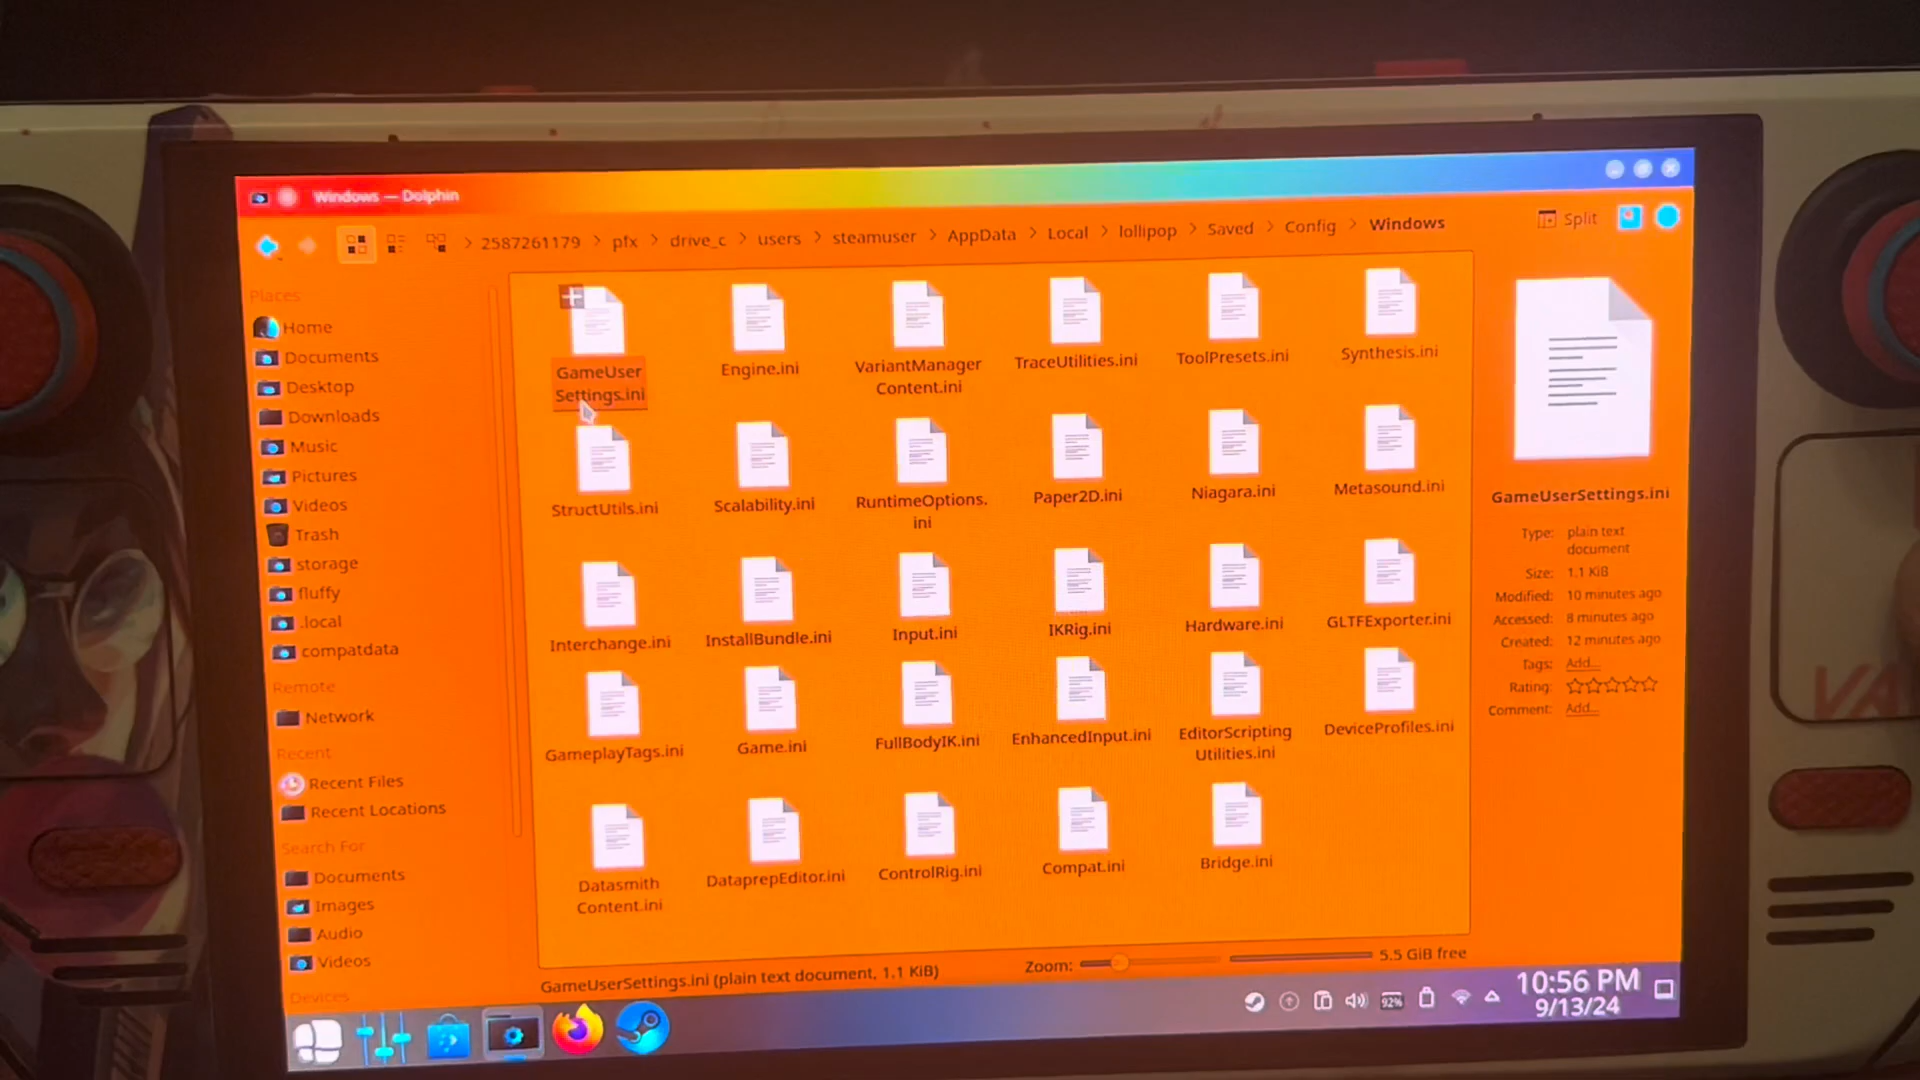 Windows — Dolphin
2587261179 > pfx > drive_c > users > steamuser > AppData > Local > lollipop > Saved > Config > Windows
Split
Places
Home
Documents
Desktop
Downloads
Music
Pictures
Videos
Trash
storage
fluffy
.local
compatdata
Remote
Network
Recent
Recent Files
Recent Locations
Search For
Documents
Images
Audio
Videos
Devices
GameUser
Settings.ini
Engine.ini
VariantManager
Content.ini
TraceUtilities.ini
ToolPresets.ini
Synthesis.ini
StructUtils.ini
Scalability.ini
RuntimeOptions.
ini
Paper2D.ini
Niagara.ini
Metasound.ini
Interchange.ini
InstallBundle.ini
Input.ini
IKRig.ini
Hardware.ini
GLTFExporter.ini
GameplayTags.ini
Game.ini
FullBodyIK.ini
EnhancedInput.ini
EditorScripting
Utilities.ini
DeviceProfiles.ini
Datasmith
Content.ini
DataprepEditor.ini
ControlRig.ini
Compat.ini
Bridge.ini
GameUserSettings.ini
Type: plain text
document
Size: 1.1 KiB
Modified: 10 minutes ago
Accessed: 8 minutes ago
Created: 12 minutes ago
Tags: Add...
Rating:
Comment: Add...
GameUserSettings.ini (plain text document, 1.1 KiB)
Zoom:
5.5 GiB free
92%
10:56 PM
9/13/24
VA